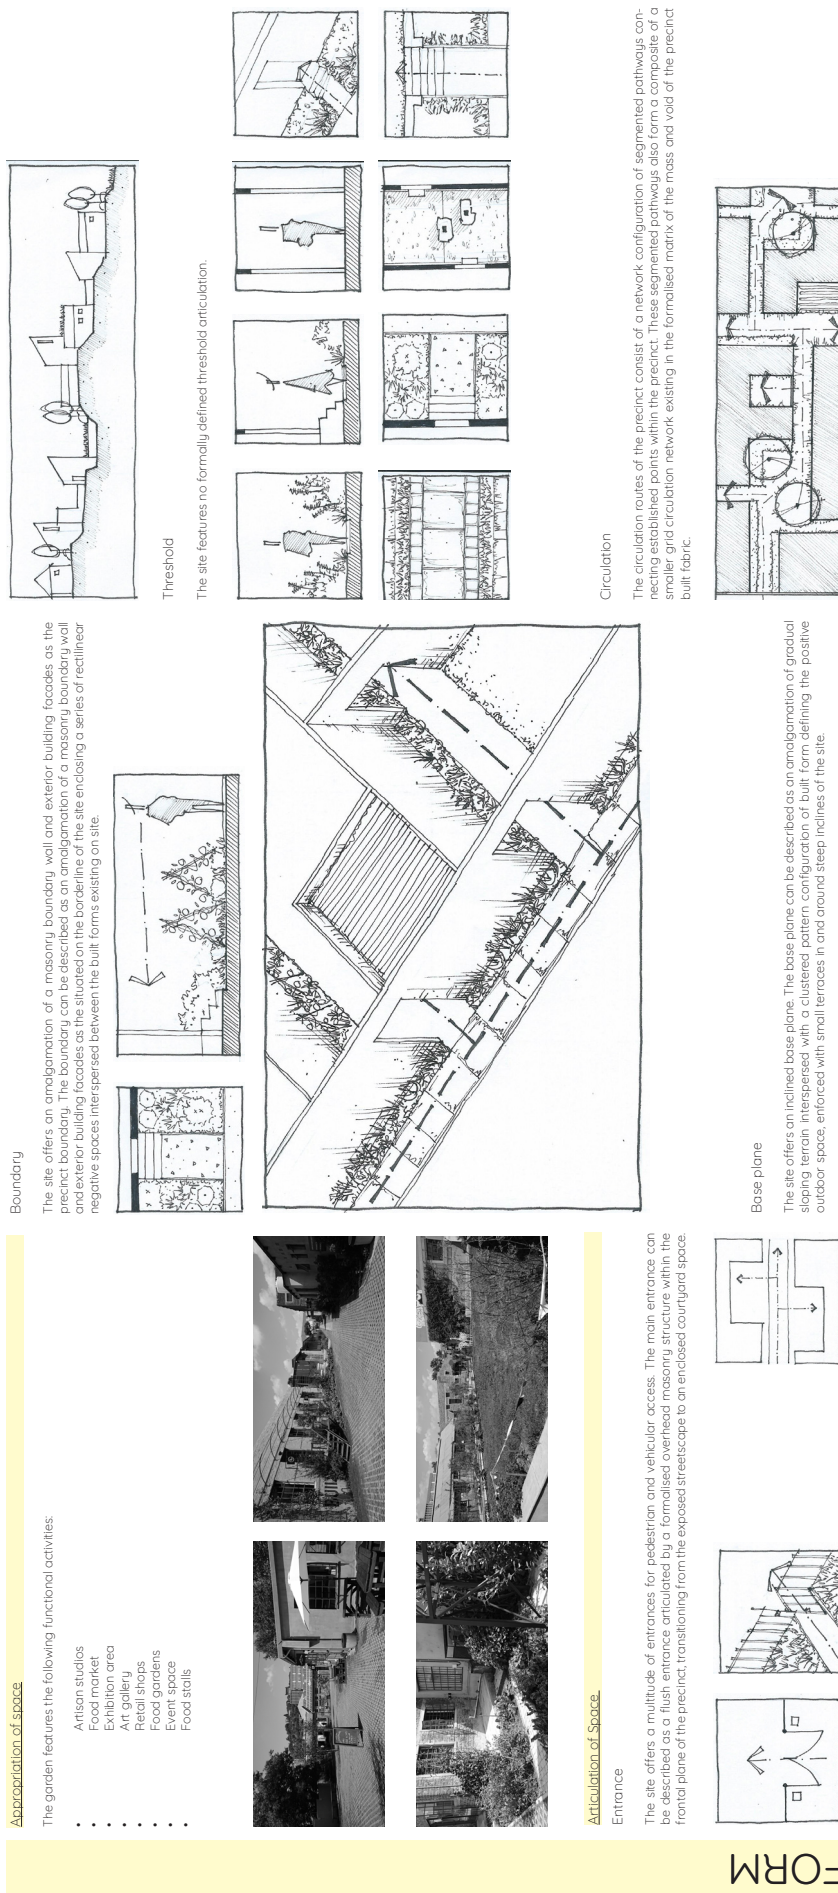 FORM
Appropriation of space
The garden features the following functional activities:
• Artisan studios
• Food market
• Exhibition area
• Art gallery
• Retail shops
• Food gardens
• Event space
• Food stalls
Articulation of Space
Entrance
The site offers a multitude of entrances for pedestrian and vehicular access. The main entrance can
be described as a flush entrance articulated by a formalised overhead masonry structure within the
frontal plane of the precinct, transitioning from the exposed streetscape to an enclosed courtyard space.
Boundary
The site offers an amalgamation of a masonry boundary wall and exterior building facades as the
precinct boundary. The boundary can be described as an amalgamation of a masonry boundary wall
and exterior building facades as the situated on the borderline of the site enclosing a series of rectilinear
negative spaces interspersed between the built forms existing on site.
Base plane
The site offers an inclined base plane. The base plane can be described as an amalgamation of gradual
sloping terrain interspersed with a clustered pattern configuration of built form defining the positive
outdoor space, enforced with small terraces in and around steep inclines of the site.
Threshold
The site features no formally defined threshold articulation.
Circulation
The circulation routes of the precinct consist of a network configuration of segmented pathways con-
necting established points within the precinct. These segmented pathways also form a composite of a
smaller grid circulation network existing in the formalised matrix of the mass and void of the precinct
built fabric.